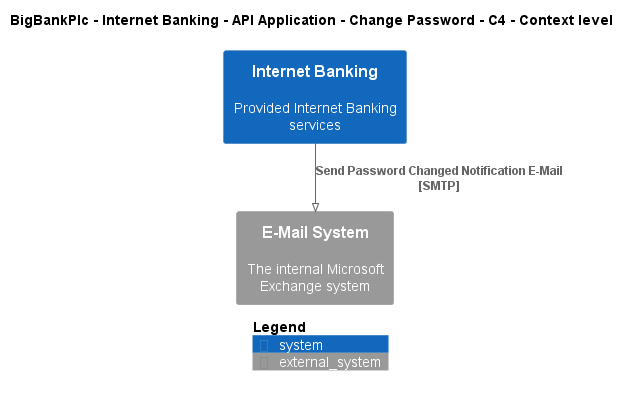 BigBankPlc - Internet Banking - API Application - Change Password - C4 - Context level
Internet Banking
Provided Internet Banking
services
Send Password Changed Notification E-Mail
[SMTP]
E-Mail System
The internal Microsoft
Exchange system
Legend
system
external_system